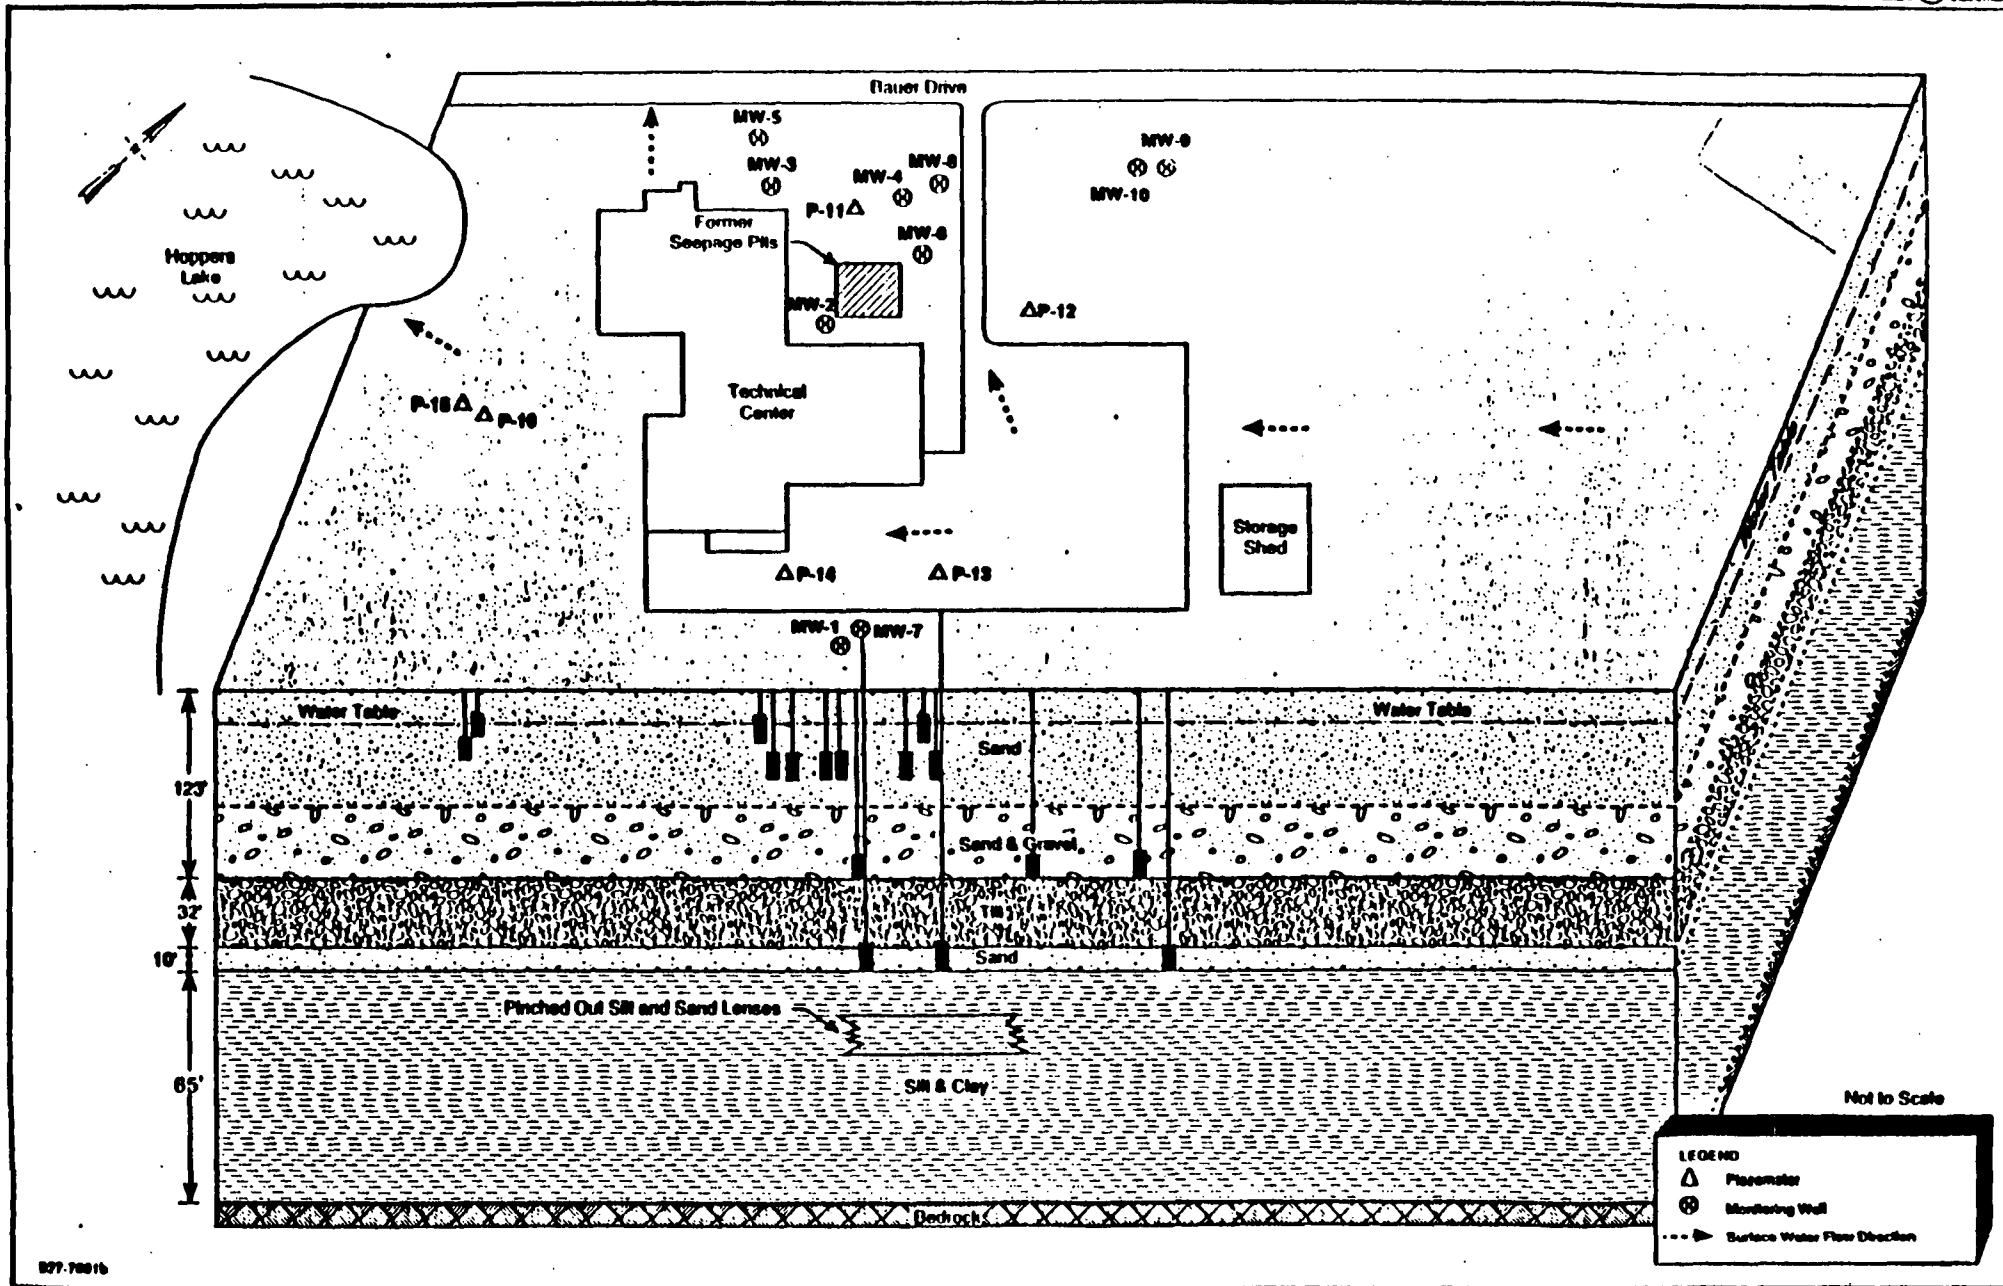 Bauer Drive
MW-5
MW-3
MW-4
MW-8
P-11
MW-6
MW-9
MW-10
Former
Seepage Pits
MW-2
P-12
Hoppers
Lake
P-18
P-19
Technical
Center
Storage
Shed
P-14
P-13
MW-1
MW-7
Water Table
Water Table
Sand
123'
Sand & Gravel
32'
Till
10'
Sand
Pinched Out Silt and Sand Lenses
65'
Silt & Clay
Bedrock
Not to Scale
LEGEND
Piezometer
Monitoring Well
Surface Water Flow Direction